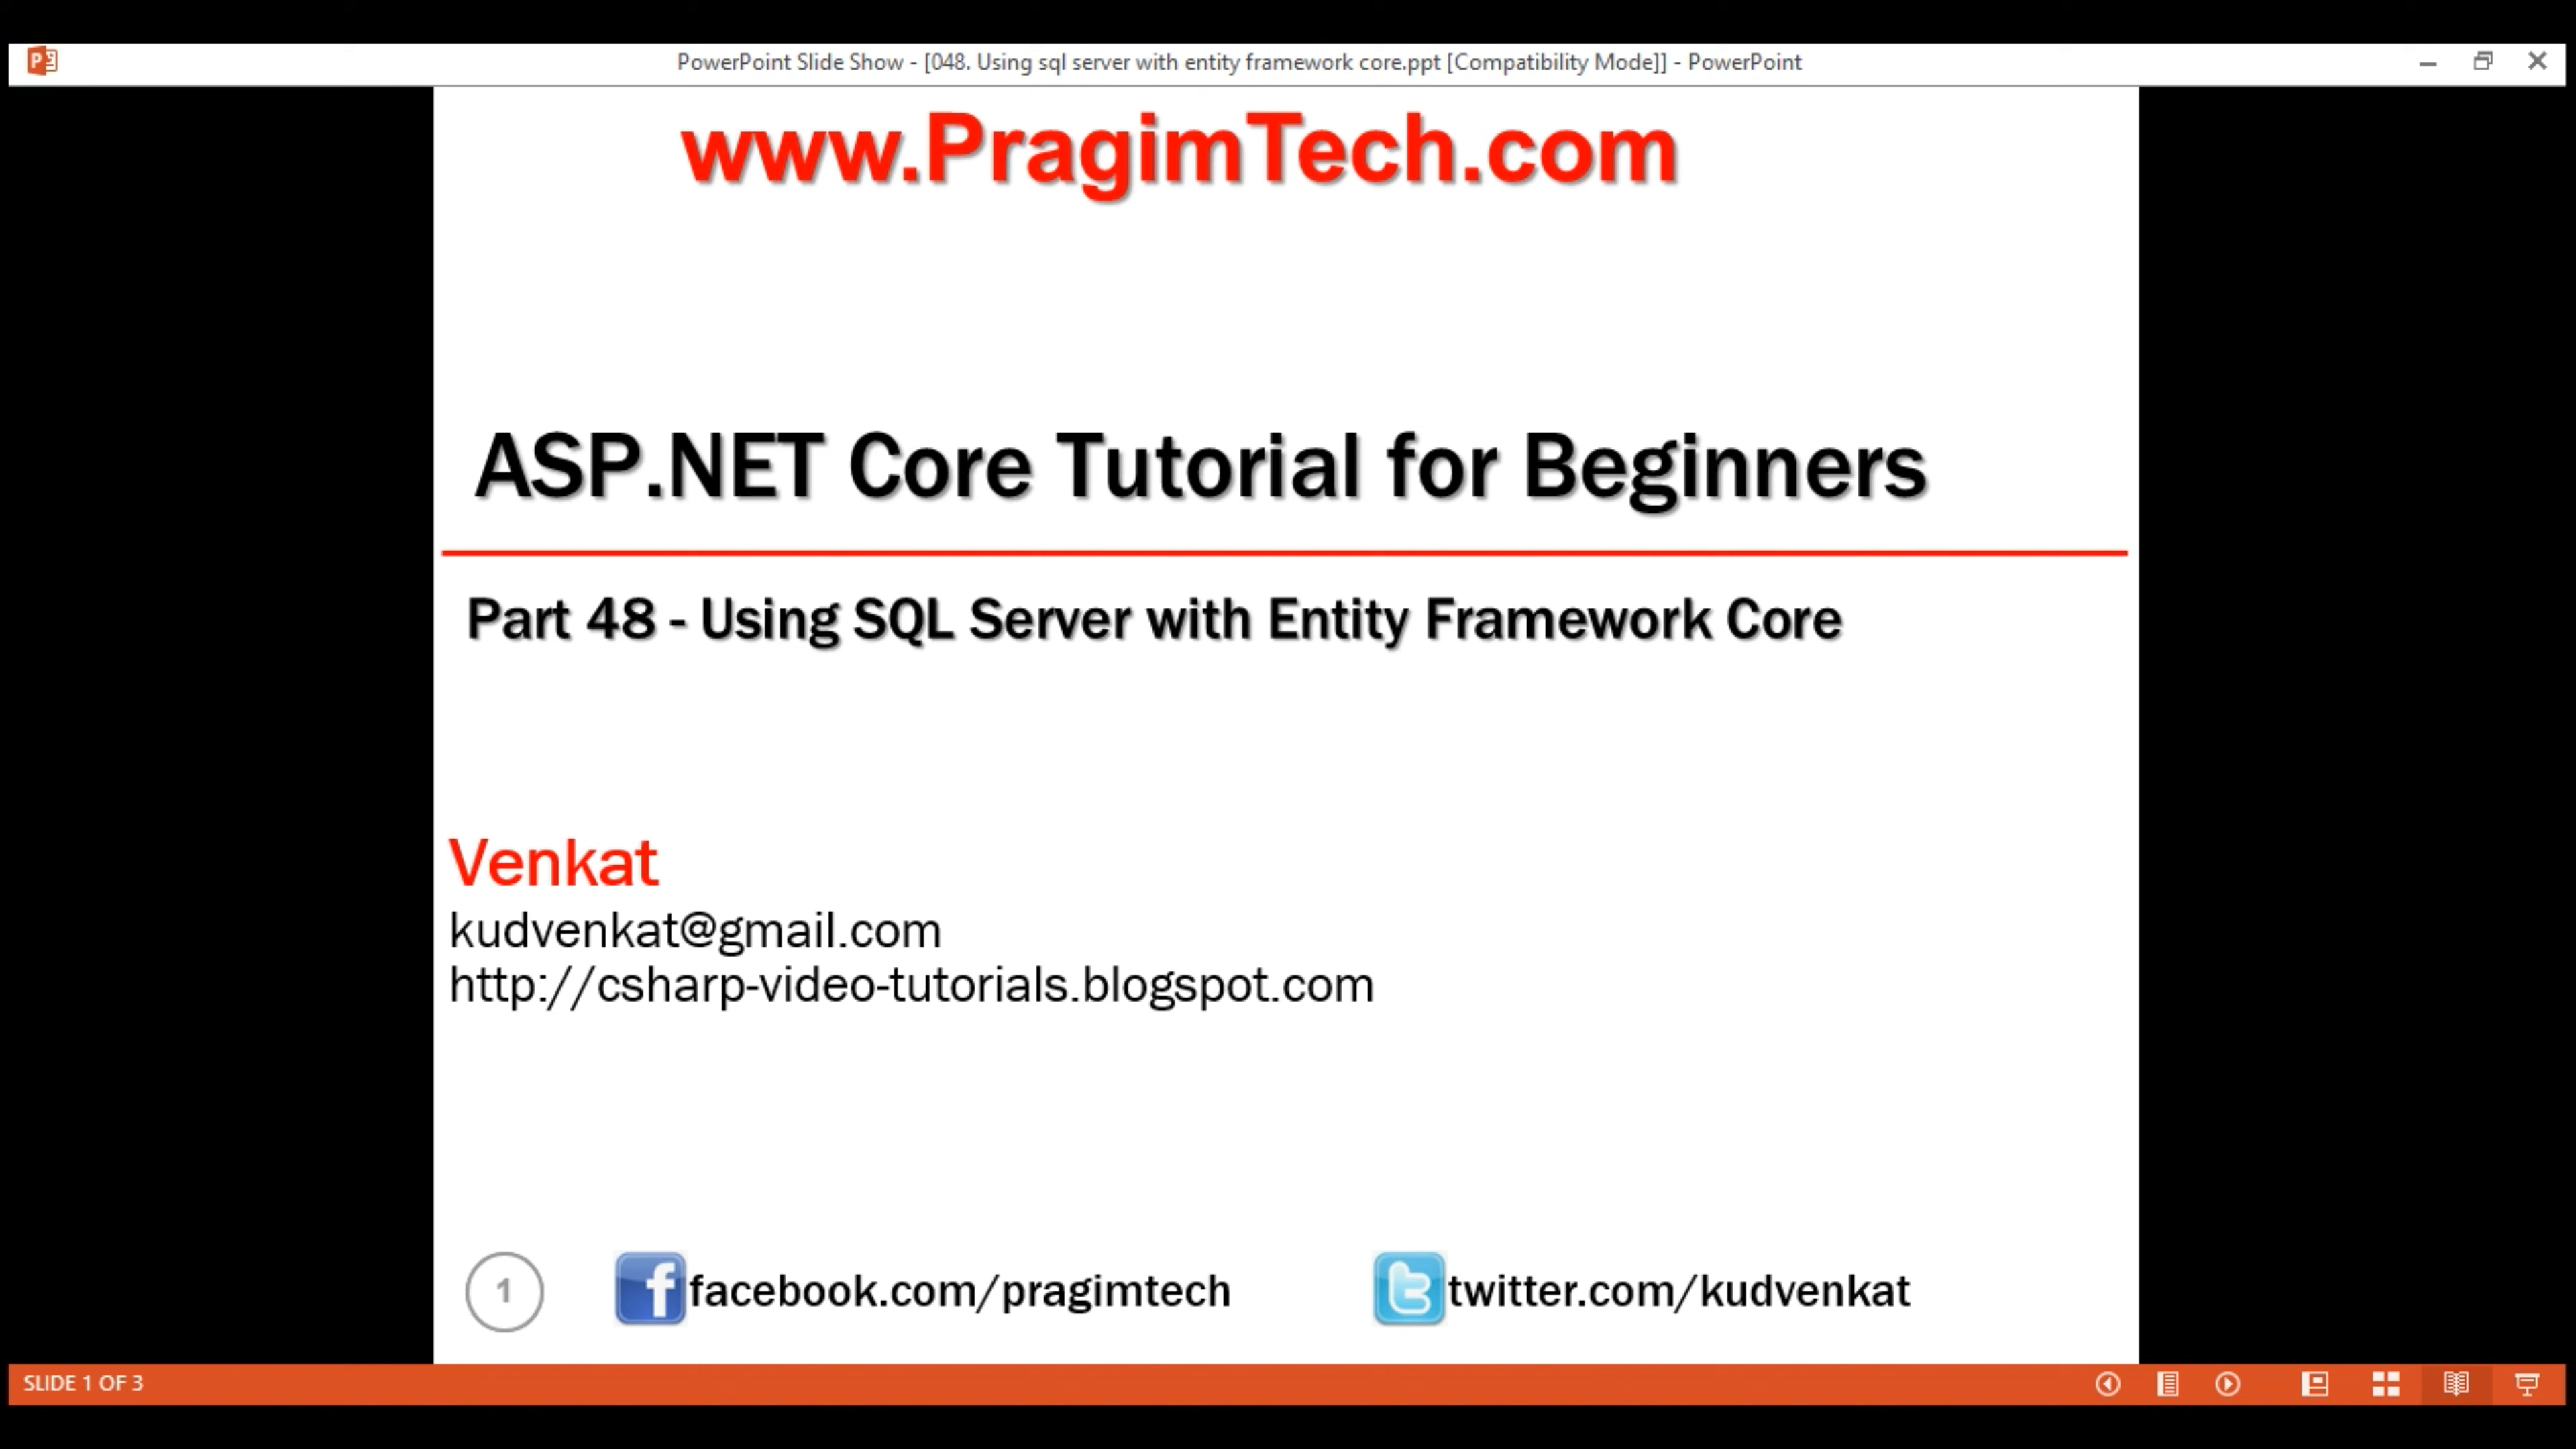 PowerPoint Slide Show - [048. Using sql server with entity framework core.ppt [Compatibility Mode]] - PowerPoint
www.PragimTech.com
ASP.NET Core Tutorial for Beginners
Part 48 - Using SQL Server with Entity Framework Core
Venkat
kudvenkat@gmail.com
http://csharp-video-tutorials.blogspot.com
1 facebook.com/pragimtech twitter.com/kudvenkat
SLIDE 1 OF 3